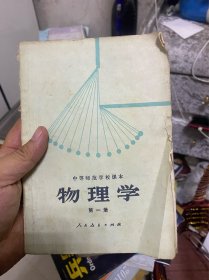 中等师范学校课本
物理学
第一册
人民教育出版社